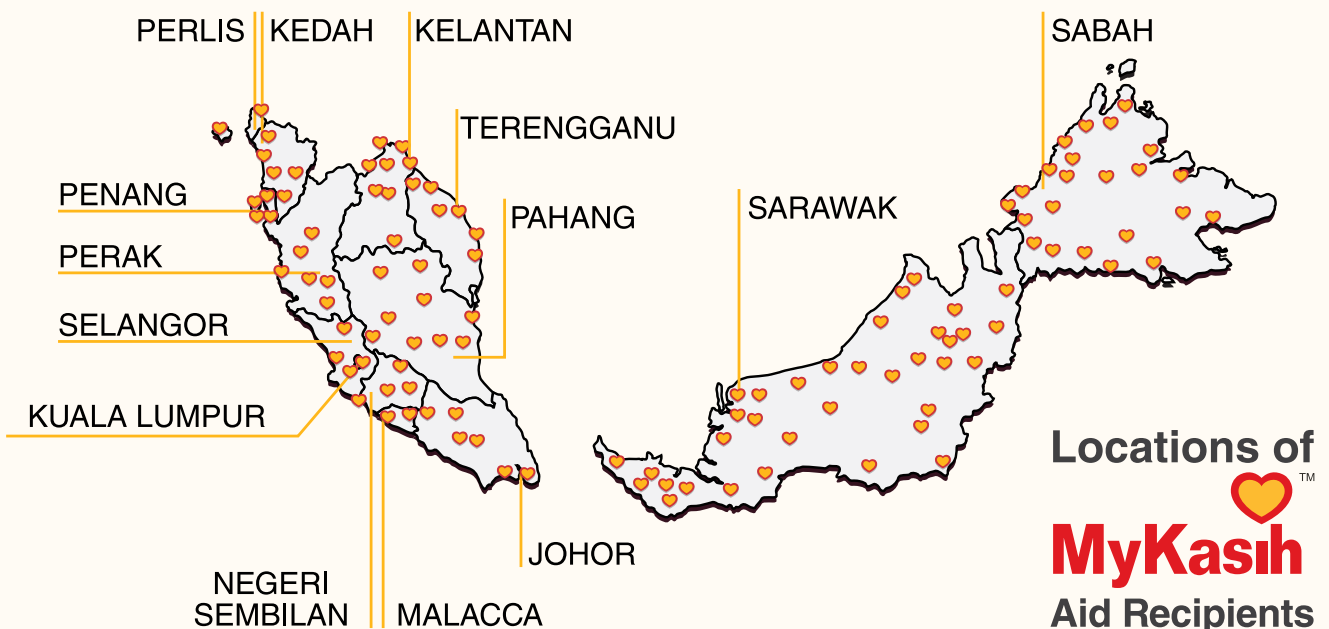 PERLIS
KEDAH
KELANTAN
SABAH
TERENGGANU
PENANG
PAHANG
SARAWAK
PERAK
SELANGOR
KUALA LUMPUR
Locations of
MyKasih™
Aid Recipients
JOHOR
NEGERI
SEMBILAN
MALACCA